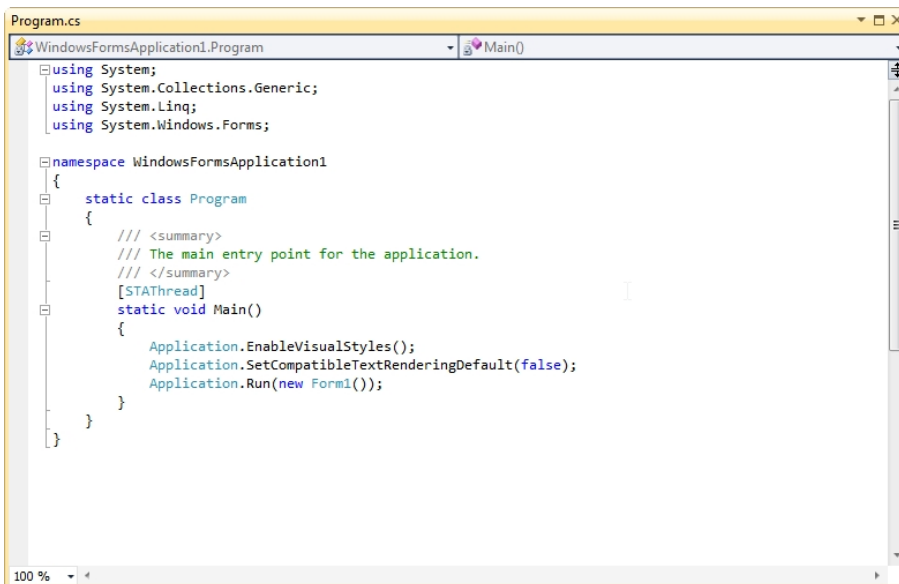 Program.cs
WindowsFormsApplication1.Program
Main()
using System;
using System.Collections.Generic;
using System.Linq;
using System.Windows.Forms;
namespace WindowsFormsApplication1
{
    static class Program
    {
        /// <summary>
        /// The main entry point for the application.
        /// </summary>
        [STAThread]
        static void Main()
        {
            Application.EnableVisualStyles();
            Application.SetCompatibleTextRenderingDefault(false);
            Application.Run(new Form1());
        }
    }
}
100 %